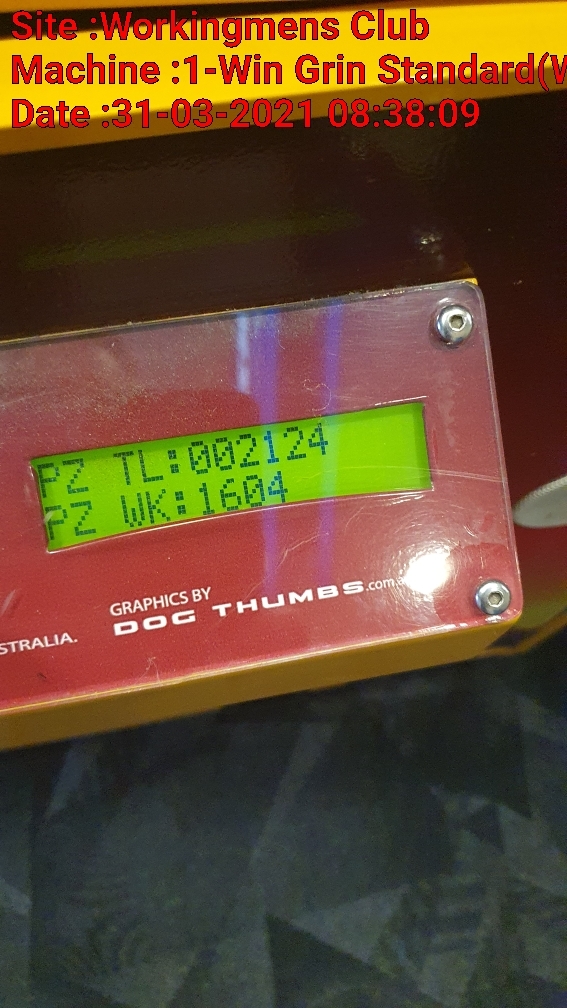 Site :Workingmens Club
Machine :1-Win Grin Standard(W
Date :31-03-2021 08:38:09
PZ TL:002124
PZ WK:1604
GRAPHICS BY
DOG THUMBS.com.a
STRALIA.